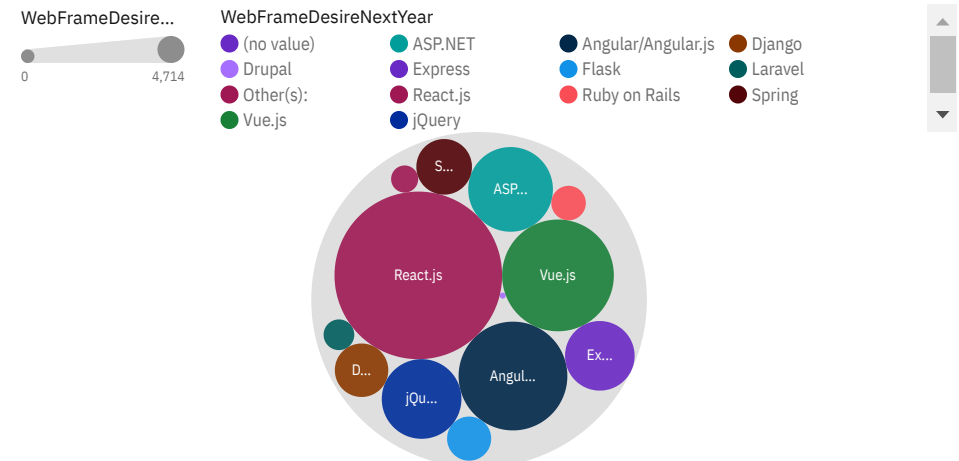 WebFrameDesire...
0 4,714
WebFrameDesireNextYear
(no value) ASP.NET Angular/Angular.js Django
Drupal Express Flask Laravel
Other(s): React.js Ruby on Rails Spring
Vue.js jQuery
S...
ASP...
React.js
Vue.js
Ex...
D...
Angul...
jQu...